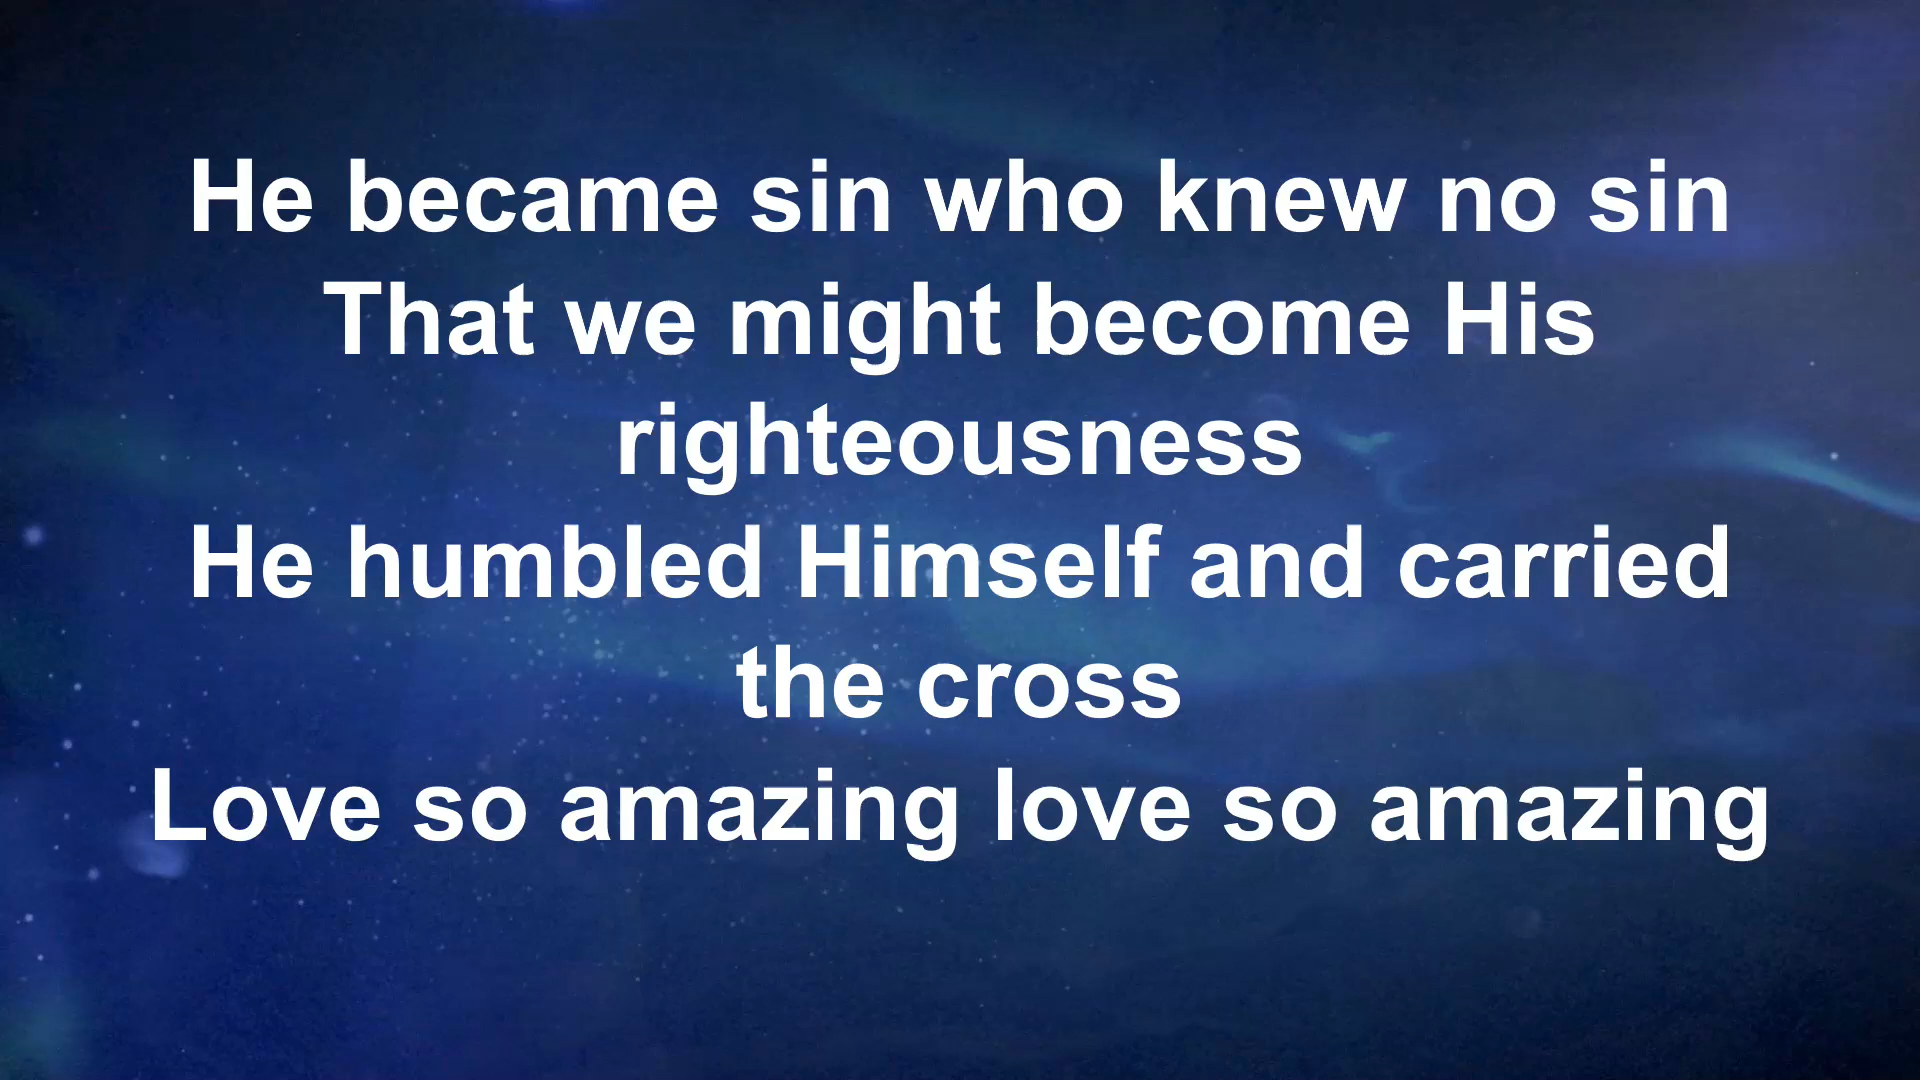 He became sin who knew no sin
That we might become His
righteousness
He humbled Himself and carried
the cross
Love so amazing love so amazing